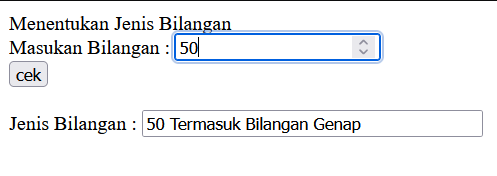 Menentukan Jenis Bilangan
Masukan Bilangan : 50
cek
Jenis Bilangan : 50 Termasuk Bilangan Genap